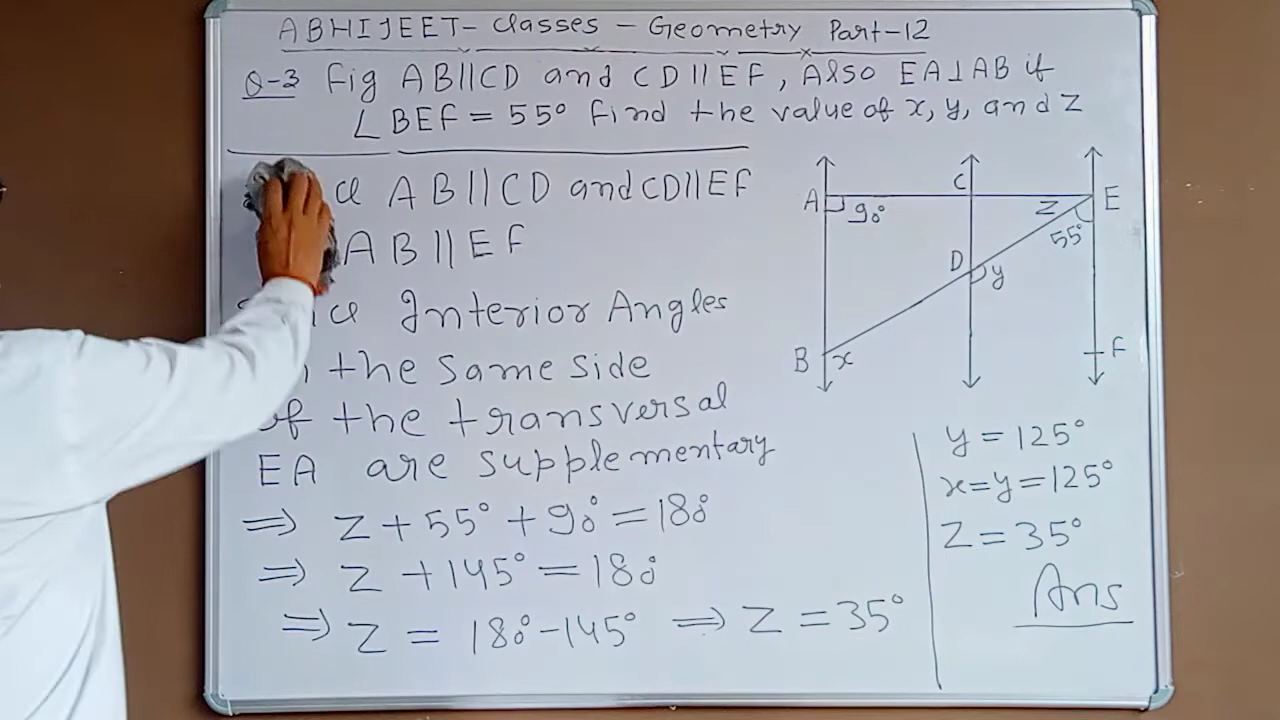 ABHIJEET- Classes - Geometry Part-12
Q-3 Fig AB||CD and CD||EF, Also EA⊥AB if
∠BEF = 55° Find the value of x, y, and z
AB||CD and CD||EF
AB||EF
Interior Angles
the same side
of the transversal
EA are supplementary
⇒ z + 55° + 90° = 180°
⇒ z + 145° = 180°
⇒ z = 180° - 145° ⇒ z = 35°
C
A 90° z E
55°
D y
B x F
y = 125°
x = y = 125°
z = 35°
Ans